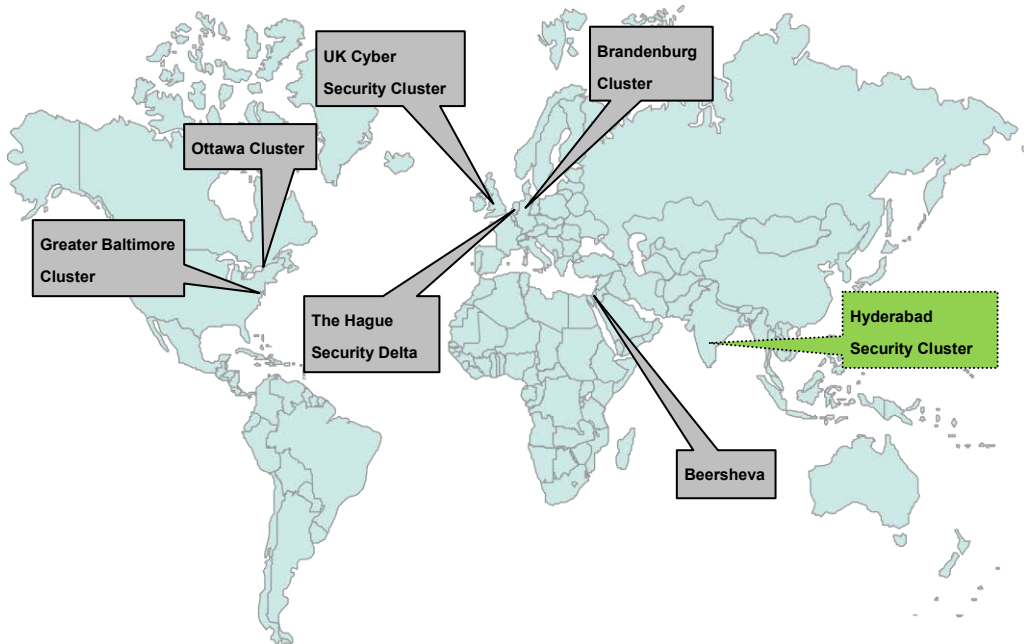 UK Cyber
Security Cluster
Brandenburg
Cluster
Ottawa Cluster
Greater Baltimore
Cluster
The Hague
Security Delta
Hyderabad
Security Cluster
Beersheva